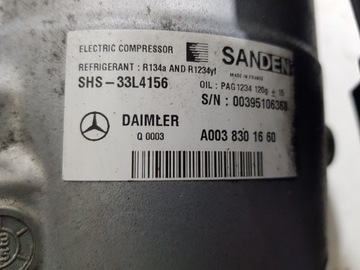 ELECTRIC COMPRESSOR SANDEN
REFRIGERANT : R134a AND R1234yf MADE IN FRANCE
SHS-33L4156 OIL : PAG1234 120g ± 15
S/N : 00395106368
DAIMLER
Q 0003 A003 830 16 60